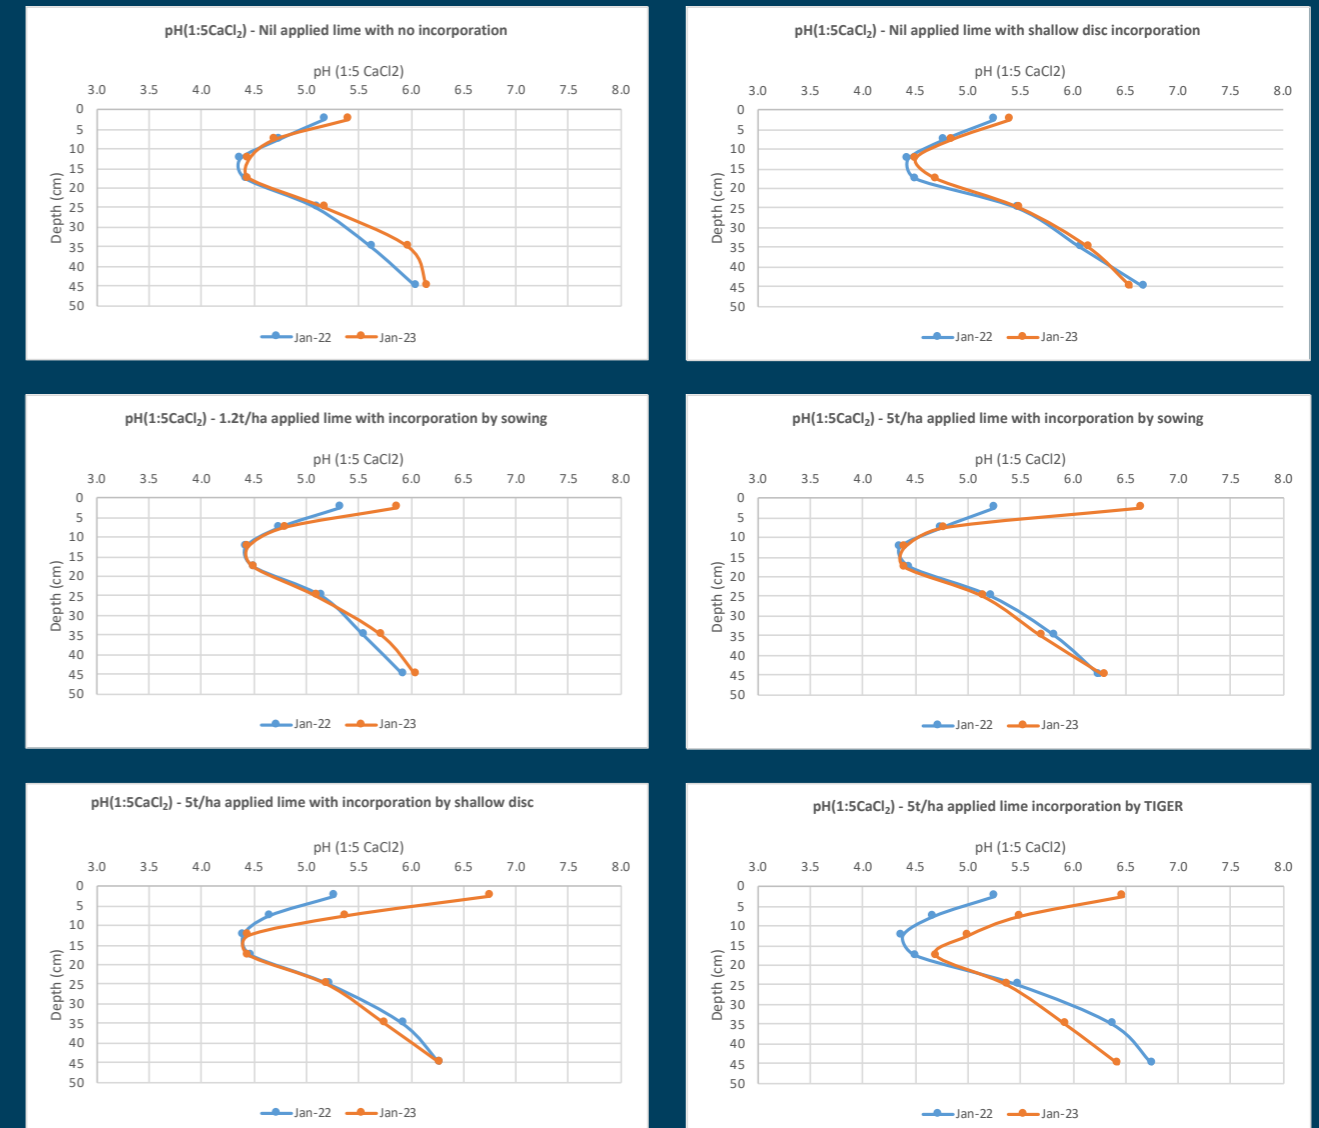 pH(1:5CaCl₂) - Nil applied lime with no incorporation
pH (1:5 CaCl2)
3.0 3.5 4.0 4.5 5.0 5.5 6.0 6.5 7.0 7.5 8.0
Depth (cm)
0
5
10
15
20
25
30
35
40
45
50
Jan-22 Jan-23
pH(1:5CaCl₂) - Nil applied lime with shallow disc incorporation
pH (1:5 CaCl2)
3.0 3.5 4.0 4.5 5.0 5.5 6.0 6.5 7.0 7.5 8.0
Depth (cm)
0
5
10
15
20
25
30
35
40
45
50
Jan-22 Jan-23
pH(1:5CaCl₂) - 1.2t/ha applied lime with incorporation by sowing
pH (1:5 CaCl2)
3.0 3.5 4.0 4.5 5.0 5.5 6.0 6.5 7.0 7.5 8.0
Depth (cm)
0
5
10
15
20
25
30
35
40
45
50
Jan-22 Jan-23
pH(1:5CaCl₂) - 5t/ha applied lime with incorporation by sowing
pH (1:5 CaCl2)
3.0 3.5 4.0 4.5 5.0 5.5 6.0 6.5 7.0 7.5 8.0
Depth (cm)
0
5
10
15
20
25
30
35
40
45
50
Jan-22 Jan-23
pH(1:5CaCl₂) - 5t/ha applied lime with incorporation by shallow disc
pH (1:5 CaCl2)
3.0 3.5 4.0 4.5 5.0 5.5 6.0 6.5 7.0 7.5 8.0
Depth (cm)
0
5
10
15
20
25
30
35
40
45
50
Jan-22 Jan-23
pH(1:5CaCl₂) - 5t/ha applied lime incorporation by TIGER
pH (1:5 CaCl2)
3.0 3.5 4.0 4.5 5.0 5.5 6.0 6.5 7.0 7.5 8.0
Depth (cm)
0
5
10
15
20
25
30
35
40
45
50
Jan-22 Jan-23